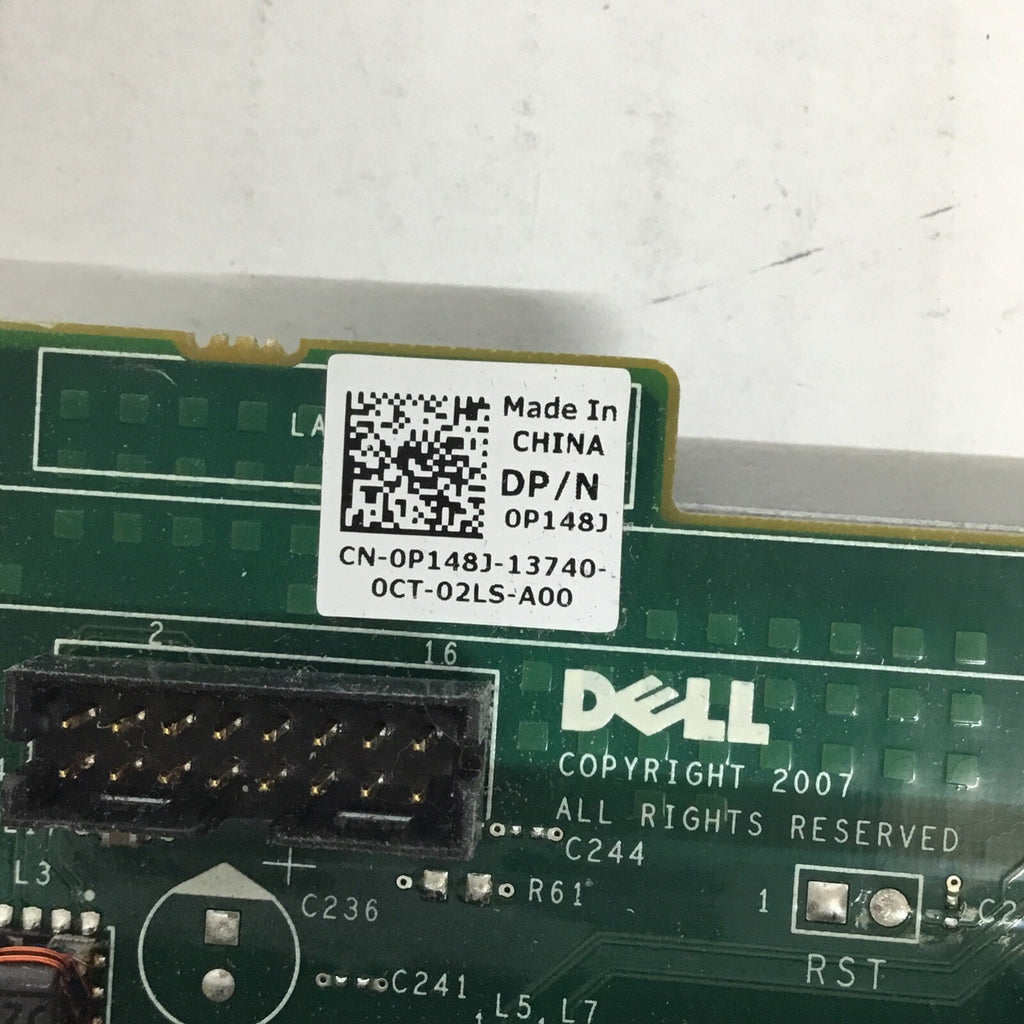 LA
Made In
CHINA
DP/N
0P148J
CN-0P148J-13740-
0CT-02LS-A00
2
16
DELL
COPYRIGHT 2007
ALL RIGHTS RESERVED
C244
L3
R61
1
C236
RST
C241
L5 L7